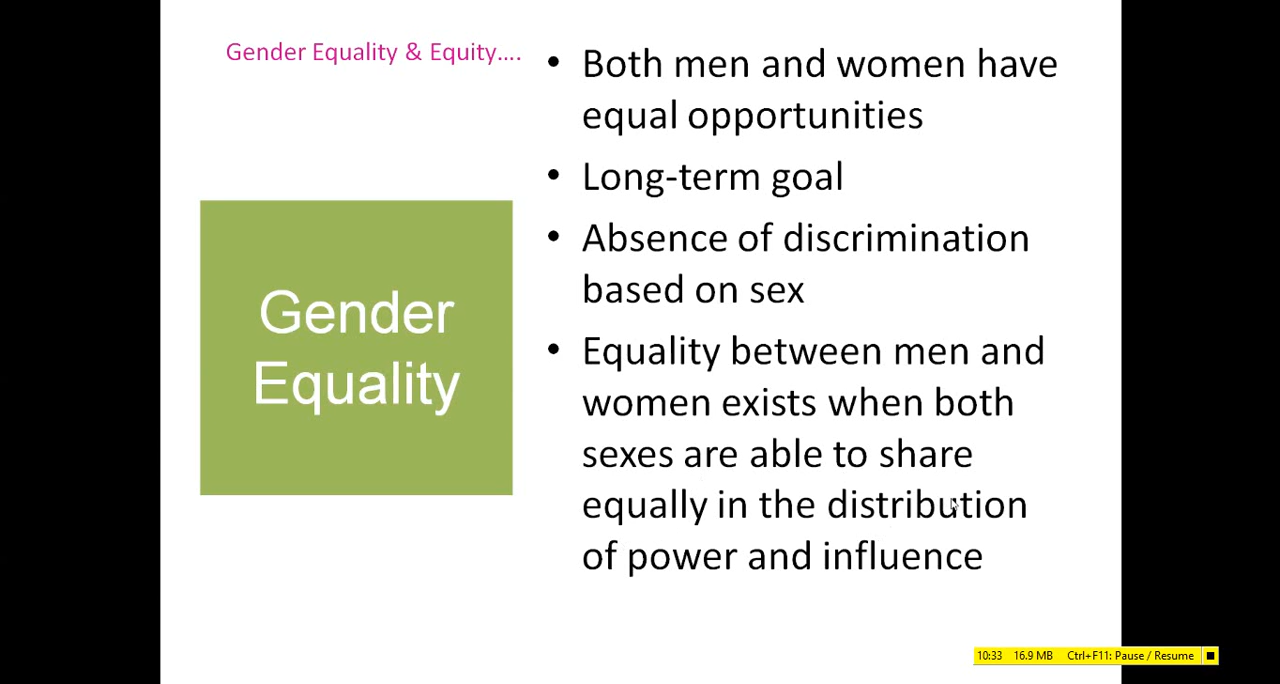 Gender Equality & Equity....
Gender
Equality
• Both men and women have
equal opportunities
• Long-term goal
• Absence of discrimination
based on sex
• Equality between men and
women exists when both
sexes are able to share
equally in the distribution
of power and influence
10:33 16.9 MB Ctrl+F11: Pause / Resume